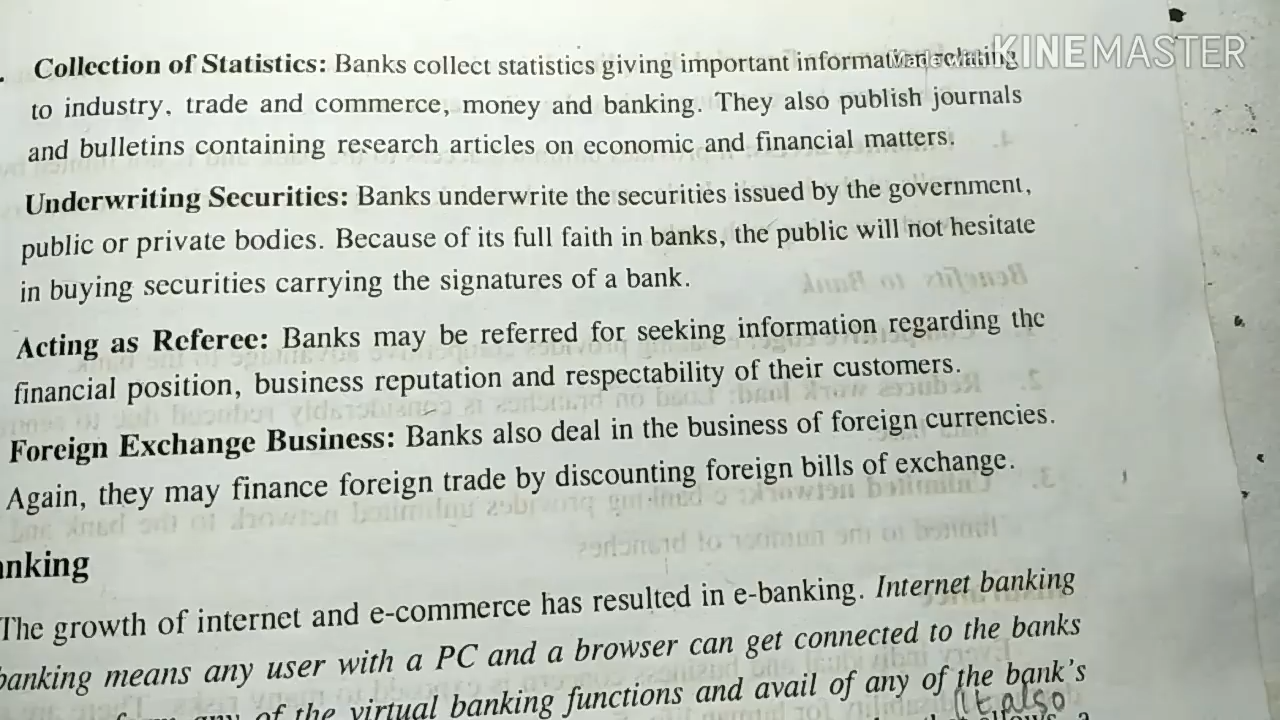 Collection of Statistics: Banks collect statistics giving important information relating
KINEMASTER
to industry, trade and commerce, money and banking. They also publish journals
and bulletins containing research articles on economic and financial matters.
Underwriting Securities: Banks underwrite the securities issued by the government,
public or private bodies. Because of its full faith in banks, the public will not hesitate
in buying securities carrying the signatures of a bank.
Acting as Referee: Banks may be referred for seeking information regarding the
financial position, business reputation and respectability of their customers.
Foreign Exchange Business: Banks also deal in the business of foreign currencies.
Again, they may finance foreign trade by discounting foreign bills of exchange.
anking
The growth of internet and e-commerce has resulted in e-banking. Internet banking
banking means any user with a PC and a browser can get connected to the banks
any of the virtual banking functions and avail of any of the bank's
It also